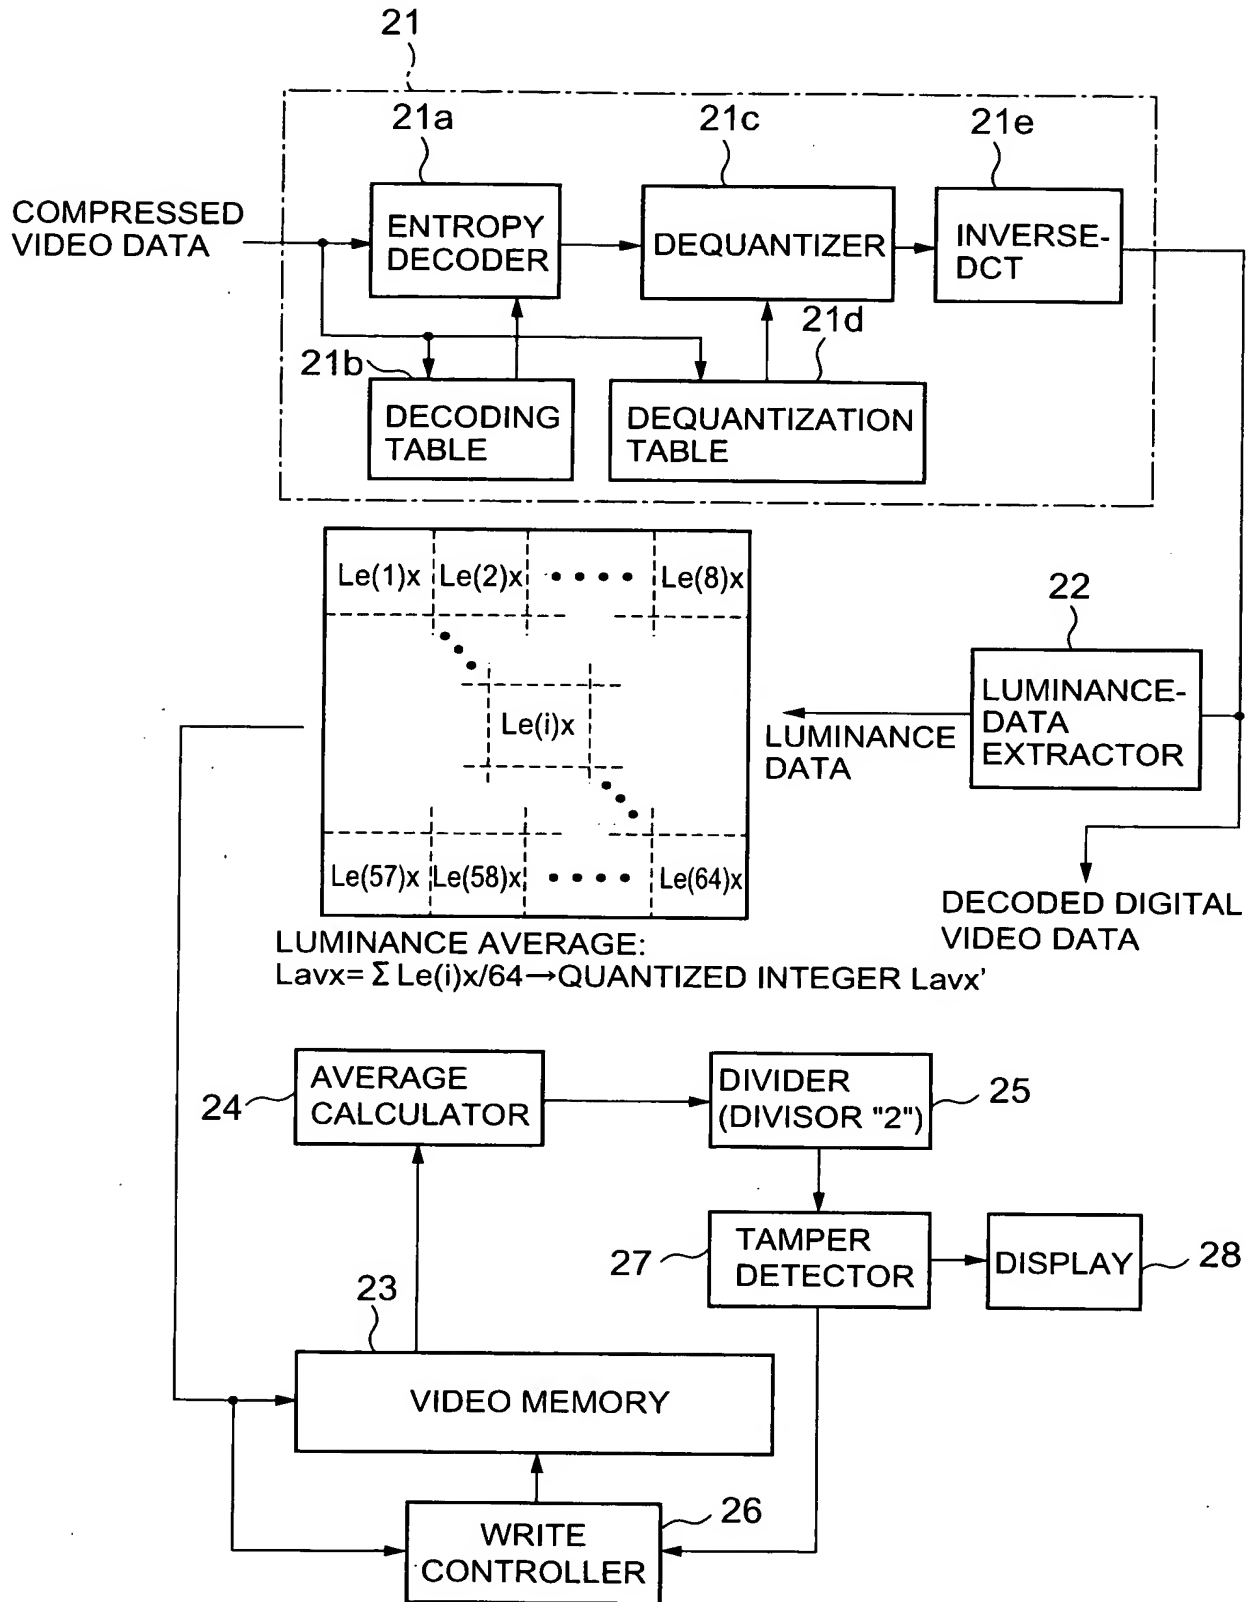 21
21a
21c
21e
COMPRESSED
VIDEO DATA
ENTROPY
DECODER
DEQUANTIZER
INVERSE-
DCT
21b
21d
DECODING
TABLE
DEQUANTIZATION
TABLE
Le(1)x Le(2)x •••• Le(8)x
Le(i)x
Le(57)x Le(58)x •••• Le(64)x
22
LUMINANCE-
DATA
EXTRACTOR
LUMINANCE
DATA
DECODED DIGITAL
VIDEO DATA
LUMINANCE AVERAGE:
Lavx= Σ Le(i)x/64→QUANTIZED INTEGER Lavx'
24
AVERAGE
CALCULATOR
DIVIDER
(DIVISOR "2")
25
27
TAMPER
DETECTOR
DISPLAY
28
23
VIDEO MEMORY
26
WRITE
CONTROLLER